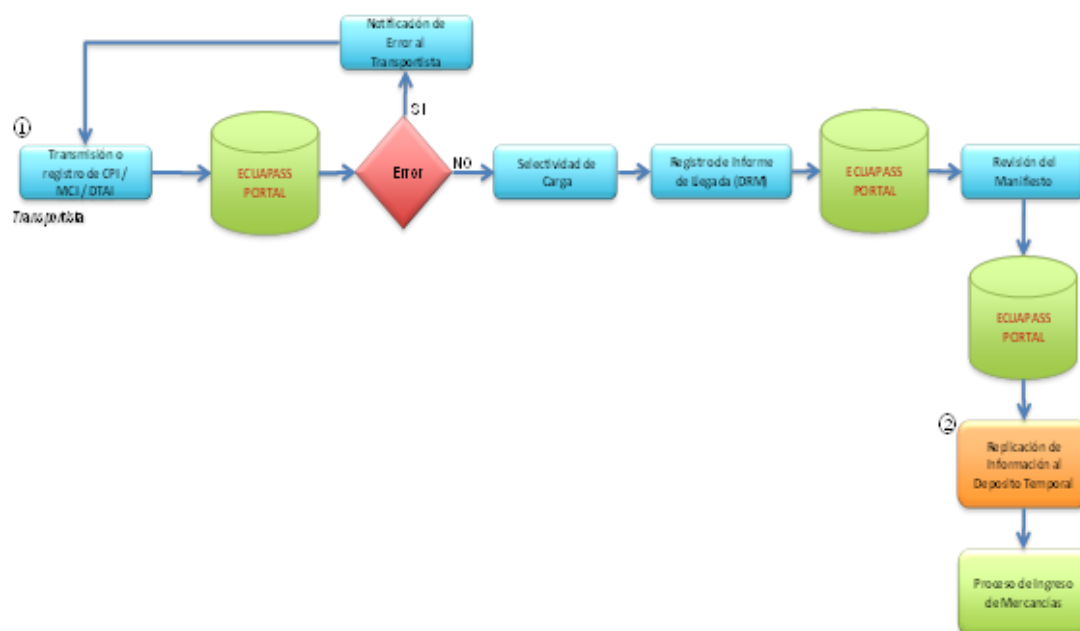 Notificación de
Error al
Transportista
SI
1
Transmisión o
registro de CPI /
MCI / DTAI
Transportista
ECUAPASS
PORTAL
Error
NO
Selectividad de
Carga
Registro de Informe
de Llegada (DRM)
ECUAPASS
PORTAL
Revisión del
Manifiesto
ECUAPASS
PORTAL
2
Replicación de
Información al
Deposito Temporal
Proceso de Ingreso
de Mercancías